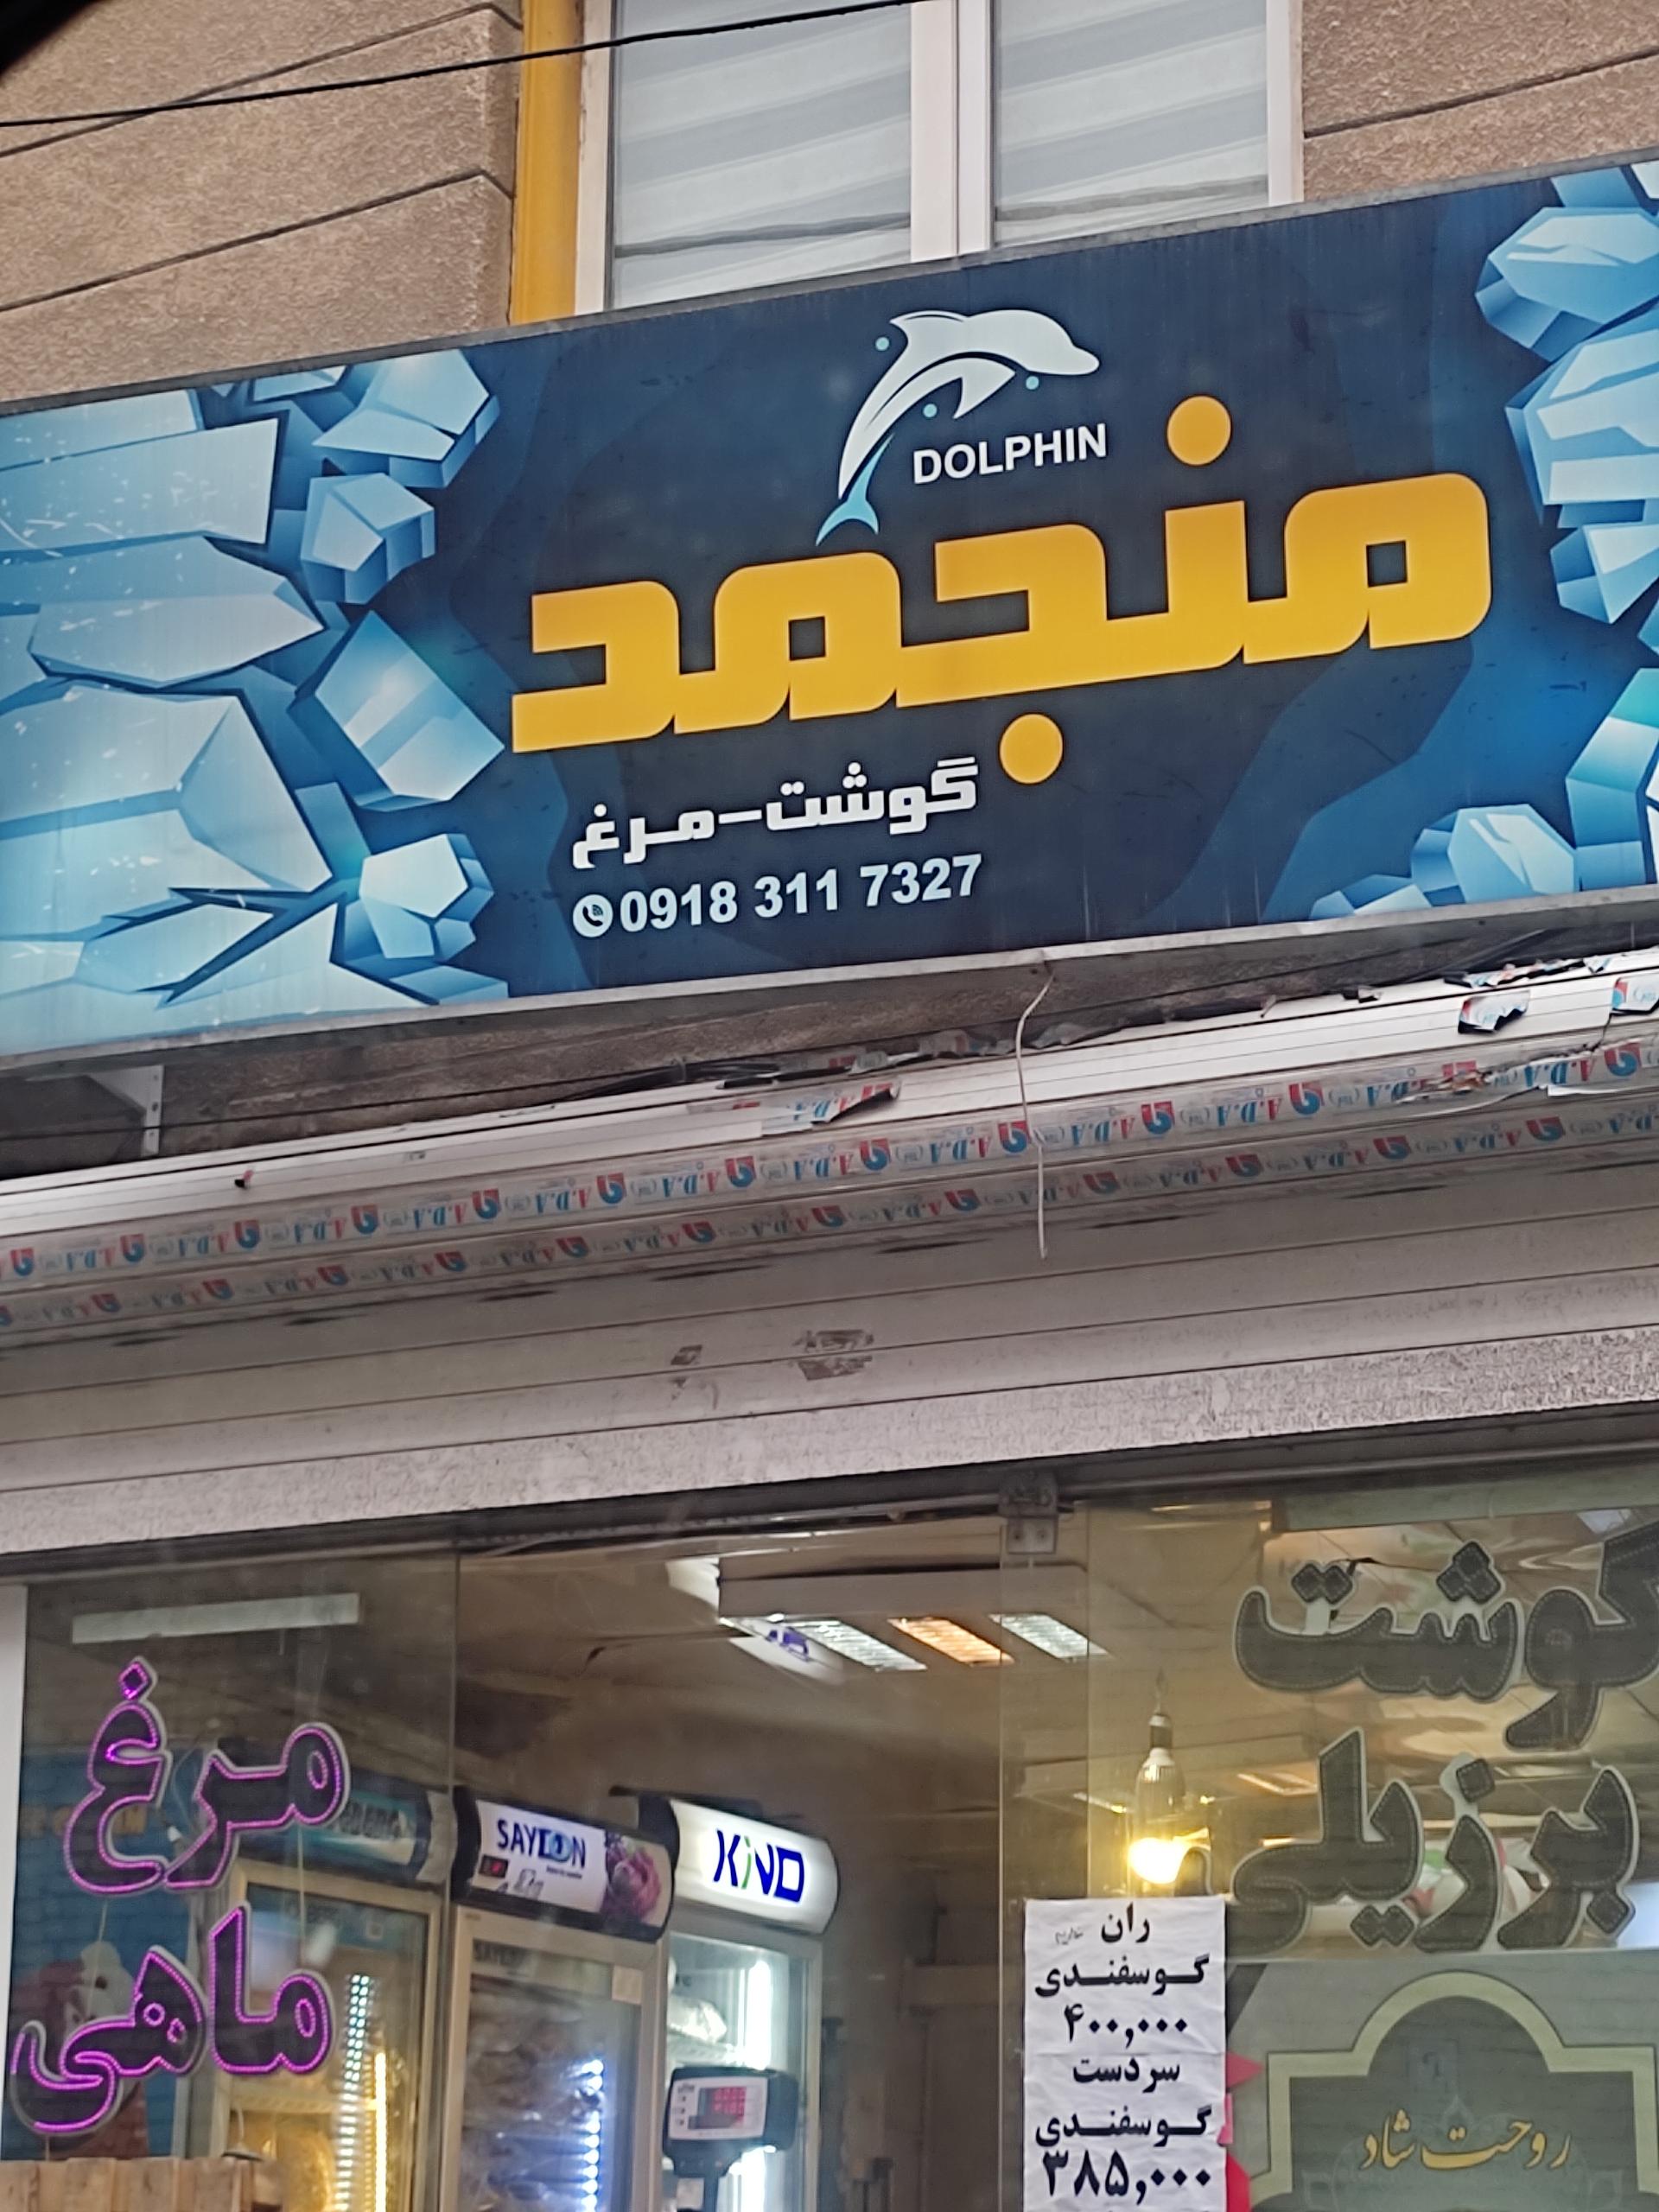 DOLPHIN
منجمد
گوشت-مرغ
0918 311 7327
گوشت
برزیلی
مرغ
ماهی
SAYEON
KiND
ران
گوسفندی
۴۰۰,۰۰۰
سردست
گوسفندی
۳۸۵,۰۰۰
روحت شاد